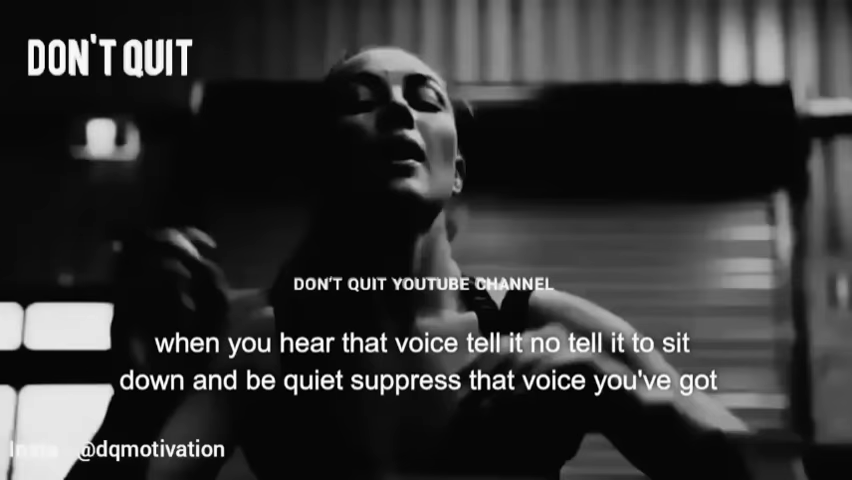 DON'T QUIT
DON'T QUIT YOUTUBE CHANNEL
when you hear that voice tell it no tell it to sit
down and be quiet suppress that voice you've got
Insta @dqmotivation